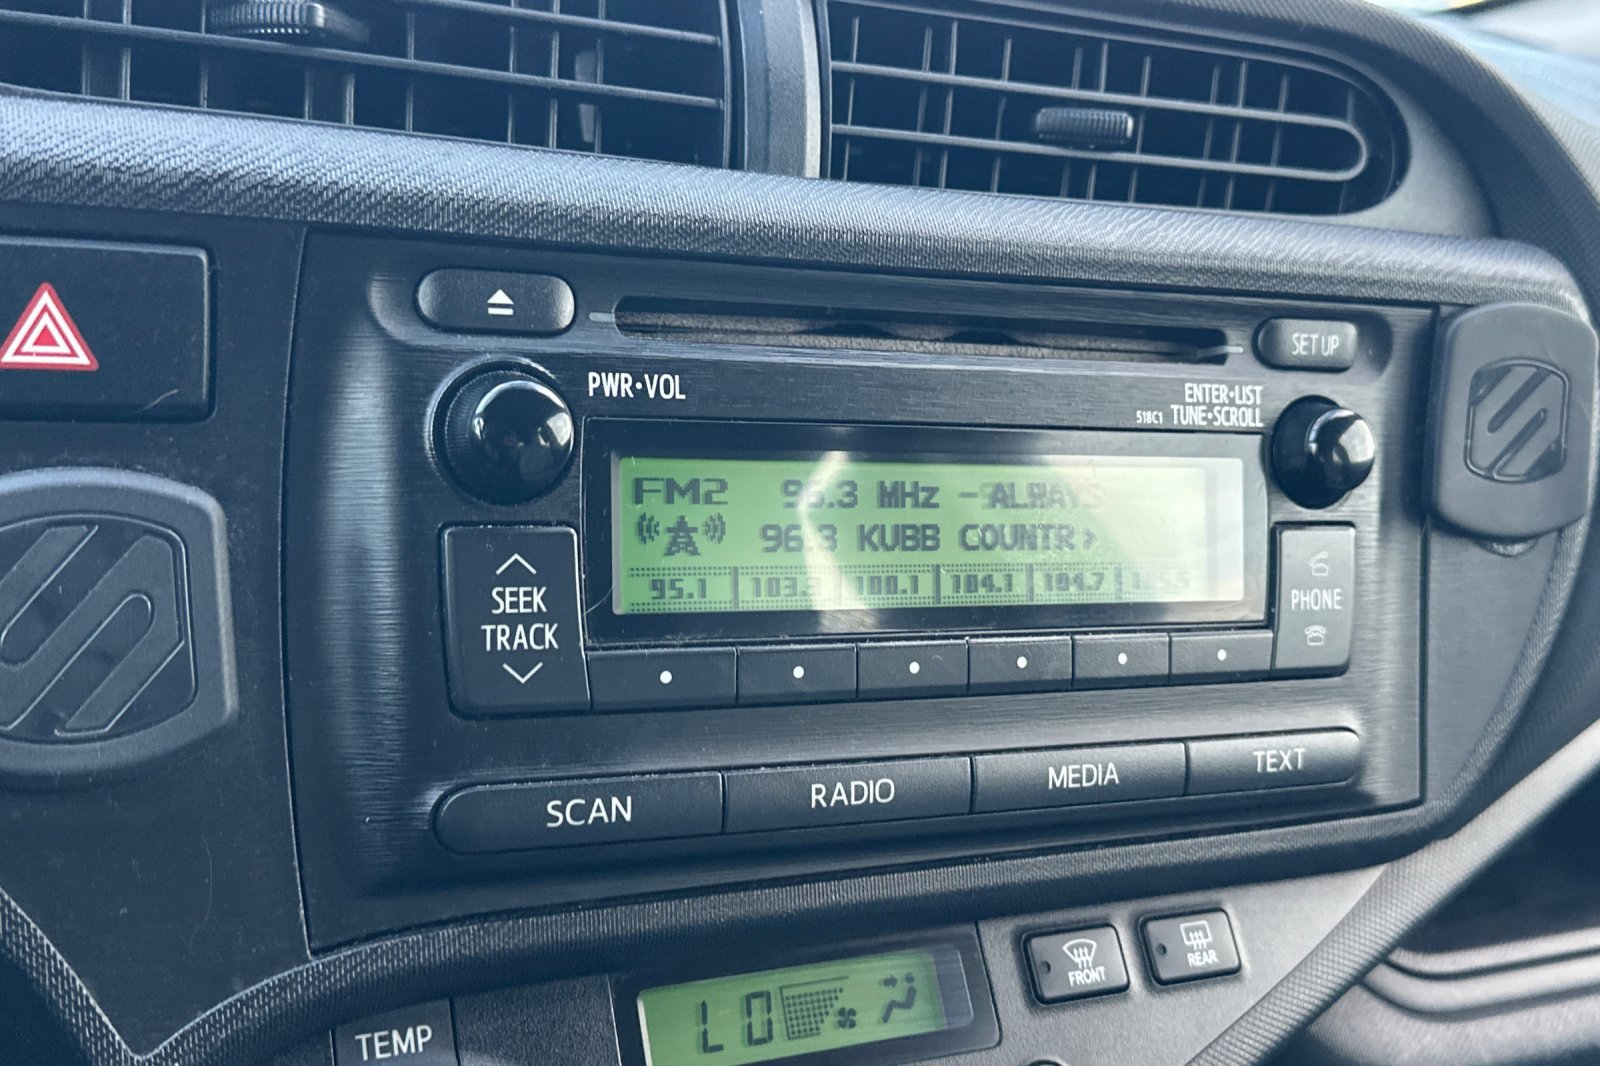 SET UP
PWR•VOL
ENTER•LIST
518C1 TUNE•SCROLL
FM2 96.3 MHz
96.3 KUBB COUNTR›
95.1 100.1 104.1 104.7
SEEK
TRACK
PHONE
SCAN RADIO MEDIA TEXT
FRONT REAR
TEMP LO